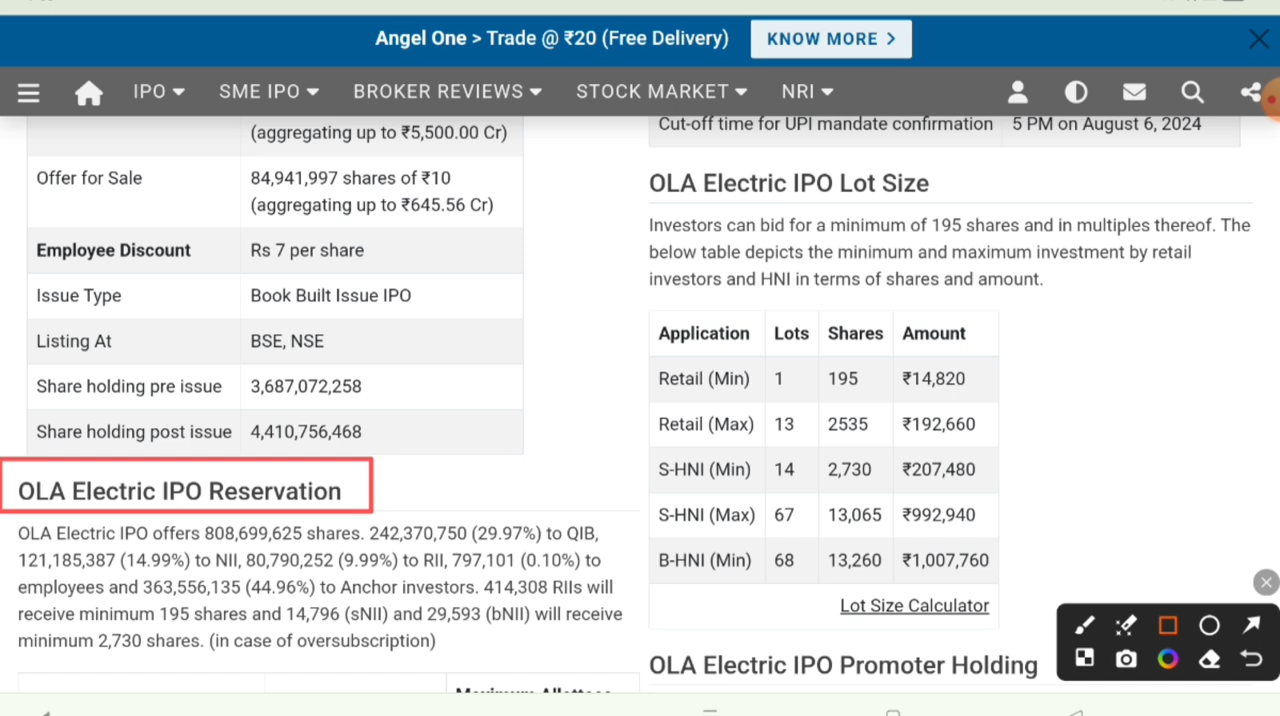 Angel One > Trade @ ₹20 (Free Delivery)
KNOW MORE >
IPO
SME IPO
BROKER REVIEWS
STOCK MARKET
NRI
(aggregating up to ₹5,500.00 Cr)
Offer for Sale
84,941,997 shares of ₹10
(aggregating up to ₹645.56 Cr)
Employee Discount
Rs 7 per share
Issue Type
Book Built Issue IPO
Listing At
BSE, NSE
Share holding pre issue
3,687,072,258
Share holding post issue
4,410,756,468
OLA Electric IPO Reservation
OLA Electric IPO offers 808,699,625 shares. 242,370,750 (29.97%) to QIB,
121,185,387 (14.99%) to NII, 80,790,252 (9.99%) to RII, 797,101 (0.10%) to
employees and 363,556,135 (44.96%) to Anchor investors. 414,308 RIIs will
receive minimum 195 shares and 14,796 (sNII) and 29,593 (bNII) will receive
minimum 2,730 shares. (in case of oversubscription)
Maximum Allottees
Cut-off time for UPI mandate confirmation
5 PM on August 6, 2024
OLA Electric IPO Lot Size
Investors can bid for a minimum of 195 shares and in multiples thereof. The
below table depicts the minimum and maximum investment by retail
investors and HNI in terms of shares and amount.
Application Lots Shares Amount
Retail (Min) 1 195 ₹14,820
Retail (Max) 13 2535 ₹192,660
S-HNI (Min) 14 2,730 ₹207,480
S-HNI (Max) 67 13,065 ₹992,940
B-HNI (Min) 68 13,260 ₹1,007,760
Lot Size Calculator
OLA Electric IPO Promoter Holding